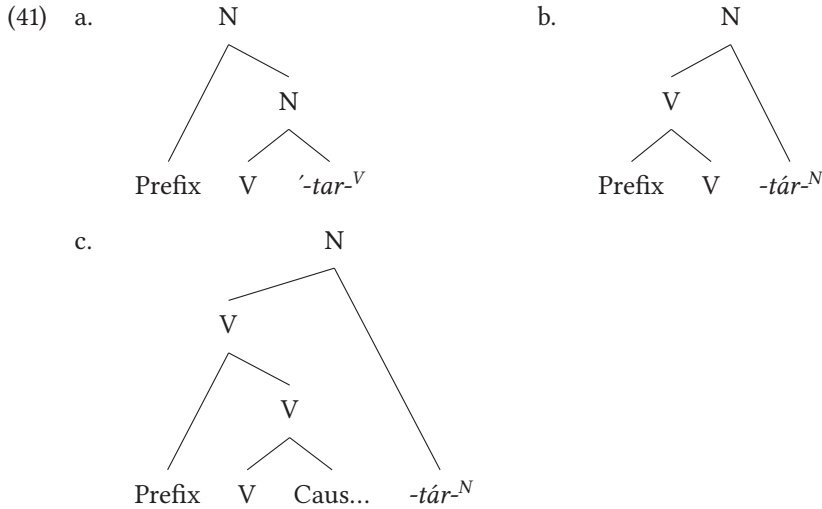 (41) a. N b. N
N V
Prefix V ´-tar-V Prefix V -tár-N
c. N
V
V
Prefix V Caus… -tár-N